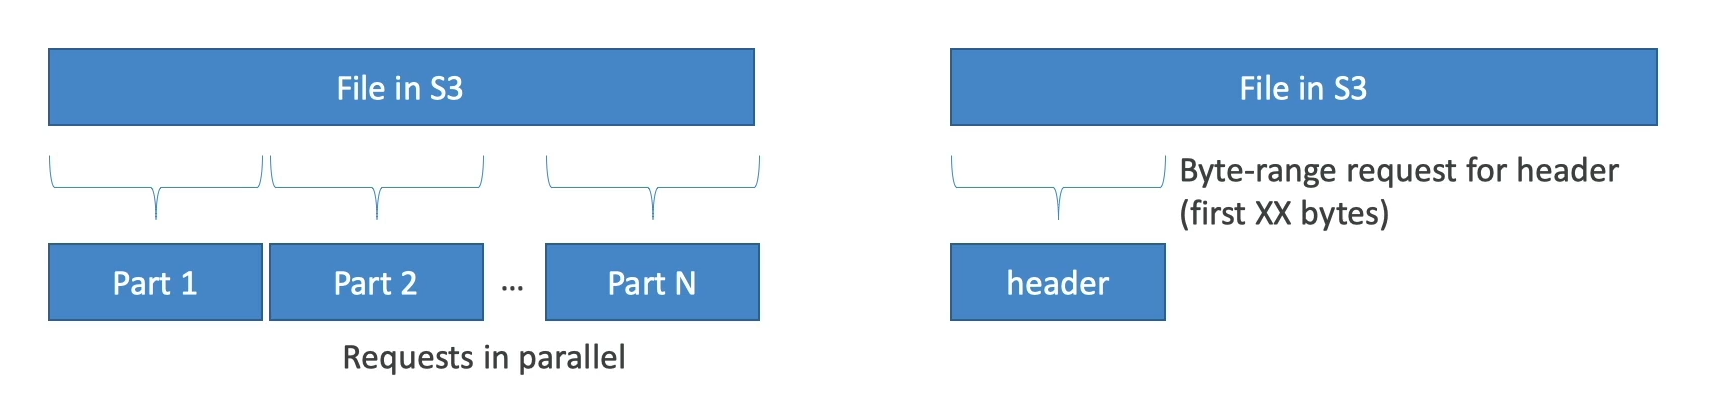 File in S3
Part 1
Part 2
...
Part N
Requests in parallel
File in S3
Byte-range request for header
(first XX bytes)
header